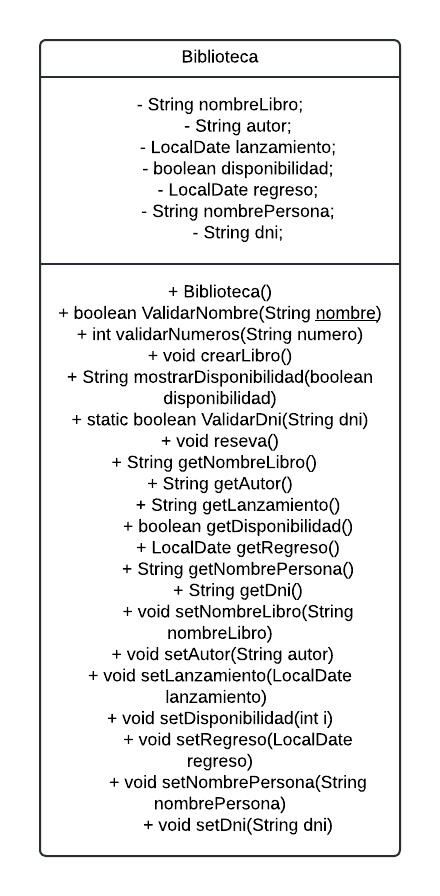 Biblioteca
- String nombreLibro;
- String autor;
- LocalDate lanzamiento;
- boolean disponibilidad;
- LocalDate regreso;
- String nombrePersona;
- String dni;
+ Biblioteca()
+ boolean ValidarNombre(String nombre)
+ int validarNumeros(String numero)
+ void crearLibro()
+ String mostrarDisponibilidad(boolean
disponibilidad)
+ static boolean ValidarDni(String dni)
+ void reseva()
+ String getNombreLibro()
+ String getAutor()
+ String getLanzamiento()
+ boolean getDisponibilidad()
+ LocalDate getRegreso()
+ String getNombrePersona()
+ String getDni()
+ void setNombreLibro(String
nombreLibro)
+ void setAutor(String autor)
+ void setLanzamiento(LocalDate
lanzamiento)
+ void setDisponibilidad(int i)
+ void setRegreso(LocalDate
regreso)
+ void setNombrePersona(String
nombrePersona)
+ void setDni(String dni)